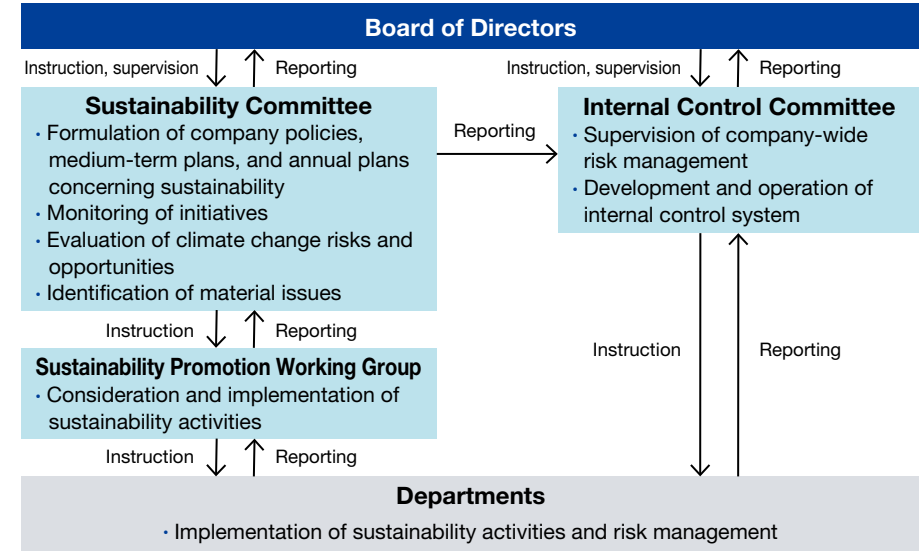 Board of Directors
Instruction, supervision
Reporting
Instruction, supervision
Reporting
Sustainability Committee
· Formulation of company policies,
medium-term plans, and annual plans
concerning sustainability
· Monitoring of initiatives
· Evaluation of climate change risks and
opportunities
· Identification of material issues
Reporting
Internal Control Committee
· Supervision of company-wide
risk management
· Development and operation of
internal control system
Instruction
Reporting
Sustainability Promotion Working Group
· Consideration and implementation of
sustainability activities
Instruction
Reporting
Instruction
Reporting
Departments
· Implementation of sustainability activities and risk management